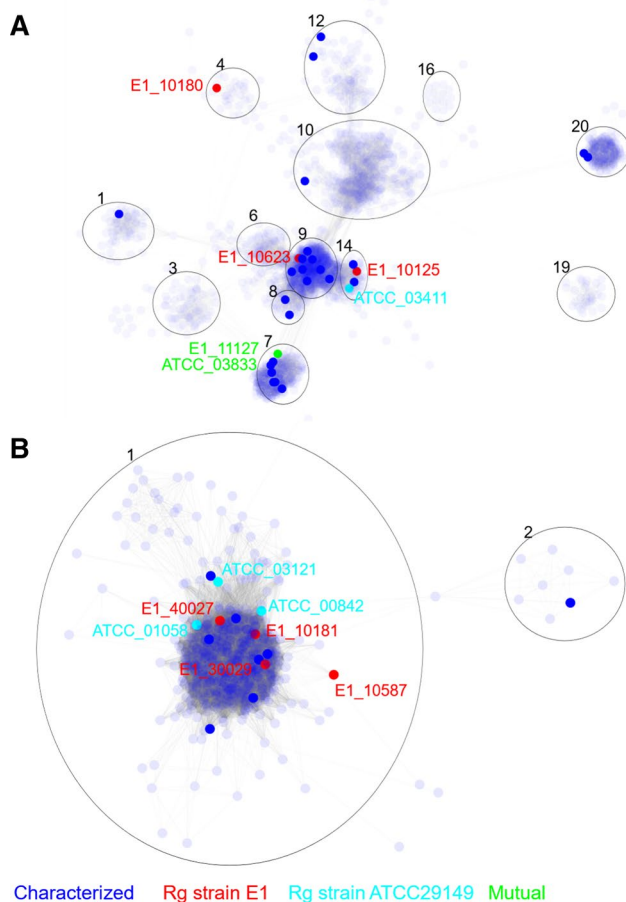 A
12
4
16
E1_10180
10
20
1
6
9
14
E1_10623
E1_10125
3
8
ATCC_03411
19
E1_11127
7
ATCC_03833
B
1
2
ATCC_03121
E1_40027
ATCC_00842
ATCC_01058
E1_10181
E1_30029
E1_10587
Characterized Rg strain E1 Rg strain ATCC29149 Mutual